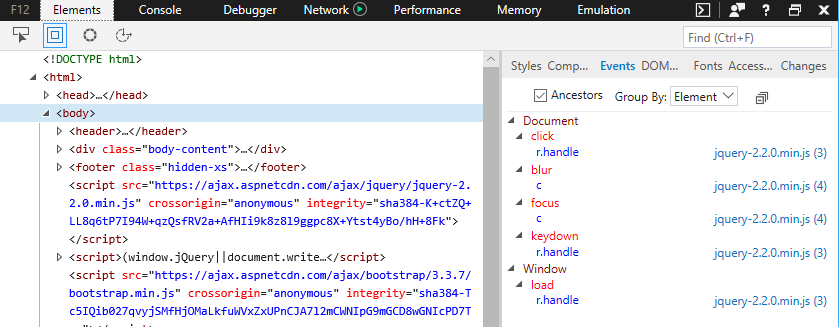 F12 Elements Console Debugger Network Performance Memory Emulation ?
Find (Ctrl+F)
<!DOCTYPE html>
<html>
<head>…</head>
<body>
<header>…</header>
<div class="body-content">…</div>
<footer class="hidden-xs">…</footer>
<script src="https://ajax.aspnetcdn.com/ajax/jquery/jquery-2.
2.0.min.js" crossorigin="anonymous" integrity="sha384-K+ctZQ+
LL8q6tP7I94W+qzQsfRV2a+AfHIi9k8z8l9ggpc8X+Ytst4yBo/hH+8Fk">
</script>
<script>(window.jQuery||document.write…</script>
<script src="https://ajax.aspnetcdn.com/ajax/bootstrap/3.3.7/
bootstrap.min.js" crossorigin="anonymous" integrity="sha384-T
c5IQib027qvyjSMfHjOMaLkfuWVxZxUPnCJA7l2mCWNIpG9mGCD8wGNIcPD7T
Styles Comp... Events DOM... Fonts Access... Changes
Ancestors Group By: Element
Document
click
r.handle jquery-2.2.0.min.js (3)
blur
c jquery-2.2.0.min.js (4)
focus
c jquery-2.2.0.min.js (4)
keydown
r.handle jquery-2.2.0.min.js (3)
Window
load
r.handle jquery-2.2.0.min.js (3)